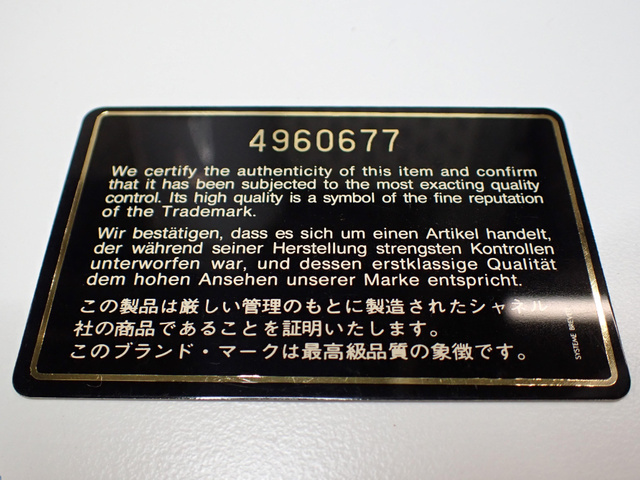 4960677
We certify the authenticity of this item and confirm
that it has been subjected to the most exacting quality
control. Its high quality is a symbol of the fine reputation
of the Trademark.
Wir bestätigen, dass es sich um einen Artikel handelt,
der während seiner Herstellung strengsten Kontrollen
unterworfen war, und dessen erstklassige Qualität
dem hohen Ansehen unserer Marke entspricht.
この製品は厳しい管理のもとに製造されたシャネル
社の商品であることを証明いたします。
このブランド・マークは最高級品質の象徴です。
SYSTEME